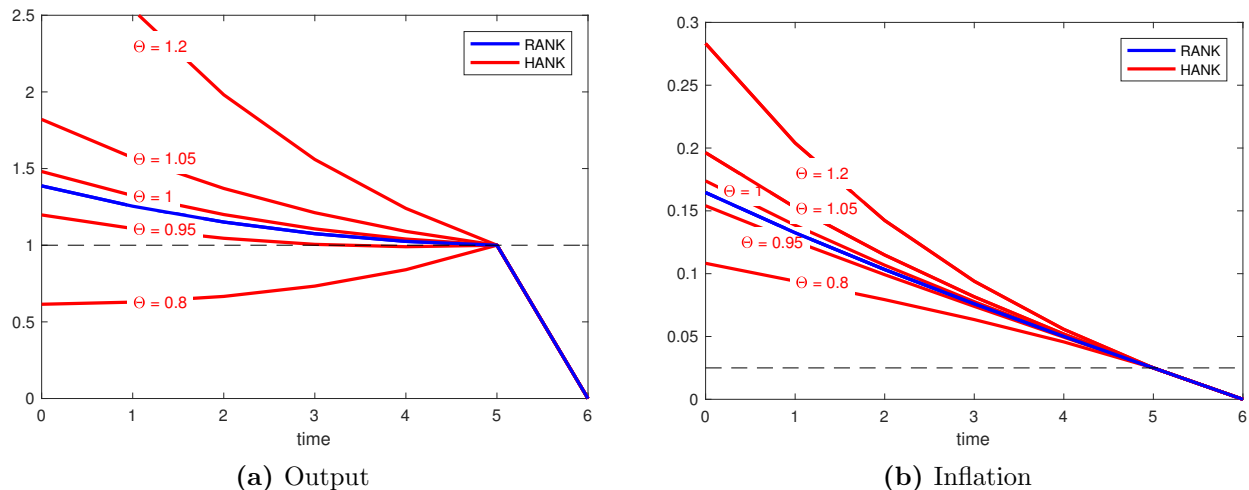 2.5
2
1.5
1
0.5
0
0 1 2 3 4 5 6
time
Θ = 1.2
Θ = 1.05
Θ = 1
Θ = 0.95
Θ = 0.8
RANK
HANK
(a) Output
0.3
0.25
0.2
0.15
0.1
0.05
0
0 1 2 3 4 5 6
time
Θ = 1.2
Θ = 1
Θ = 1.05
Θ = 0.95
Θ = 0.8
RANK
HANK
(b) Inflation